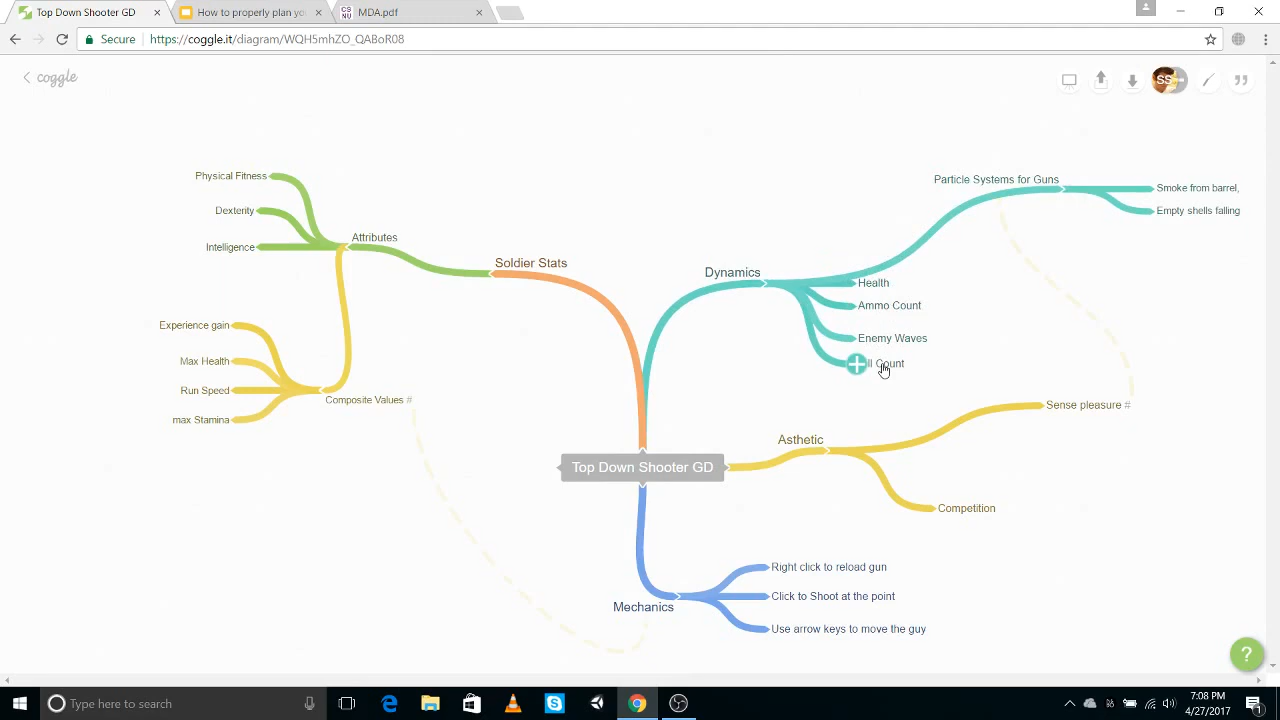 Top Down Shooter GD
How to properly plan yo
MDA.pdf
Secure
https://coggle.it/diagram/WQH5mhZO_QABoR08
coggle
SS
Physical Fitness
Dexterity
Intelligence
Attributes
Soldier Stats
Experience gain
Max Health
Run Speed
max Stamina
Composite Values #
Dynamics
Particle Systems for Guns
Smoke from barrel,
Empty shells falling
Health
Ammo Count
Enemy Waves
ll Count
Asthetic
Sense pleasure #
Competition
Top Down Shooter GD
Mechanics
Right click to reload gun
Click to Shoot at the point
Use arrow keys to move the guy
?
Type here to search
7:08 PM
4/27/2017